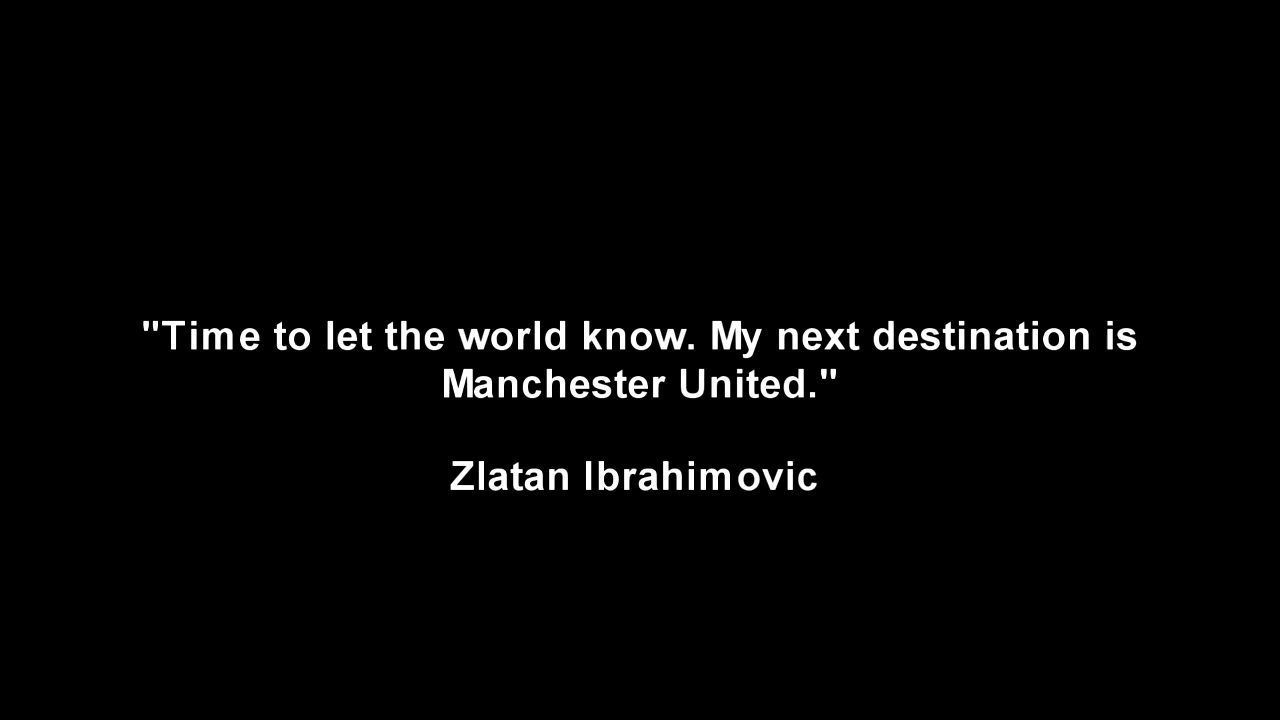 "Time to let the world know. My next destination is
Manchester United."
Zlatan Ibrahimovic